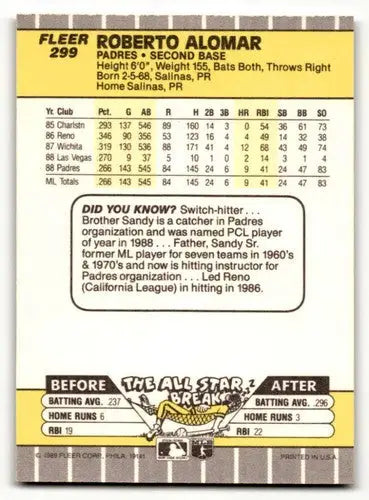 FLEER
299
ROBERTO ALOMAR
PADRES • SECOND BASE
Height 6'0", Weight 155, Bats Both, Throws Right
Born 2-5-68, Salinas, PR
Home Salinas, PR
Yr. Club Pct. G AB R H 2B 3B HR RBI SB BB SO
85 Charlstn .293 137 546 89 160 14 3 0 54 36 61 73
86 Reno .346 90 356 53 123 16 4 4 49 14 32 38
87 Wichita .319 130 536 88 171 41 3 12 68 43 49 74
88 Las Vegas .270 9 37 5 10 1 0 2 14 3 1 4
88 Padres .266 143 545 84 145 24 6 9 41 24 47 83
ML Totals .266 143 545 84 145 24 6 9 41 24 47 83
DID YOU KNOW? Switch-hitter . . .
Brother Sandy is a catcher in Padres
organization and was named PCL player
of year in 1988 . . . Father, Sandy Sr.
former ML player for seven teams in 1960's
& 1970's and now is hitting instructor for
Padres organization . . . Led Reno
(California League) in hitting in 1986.
BEFORE THE ALL STAR BREAK AFTER
BATTING AVG. .237 BATTING AVG. .296
HOME RUNS 6 HOME RUNS 3
RBI 19 RBI 22
© 1989 FLEER CORP., PHILA. 19141 PRINTED IN U.S.A.